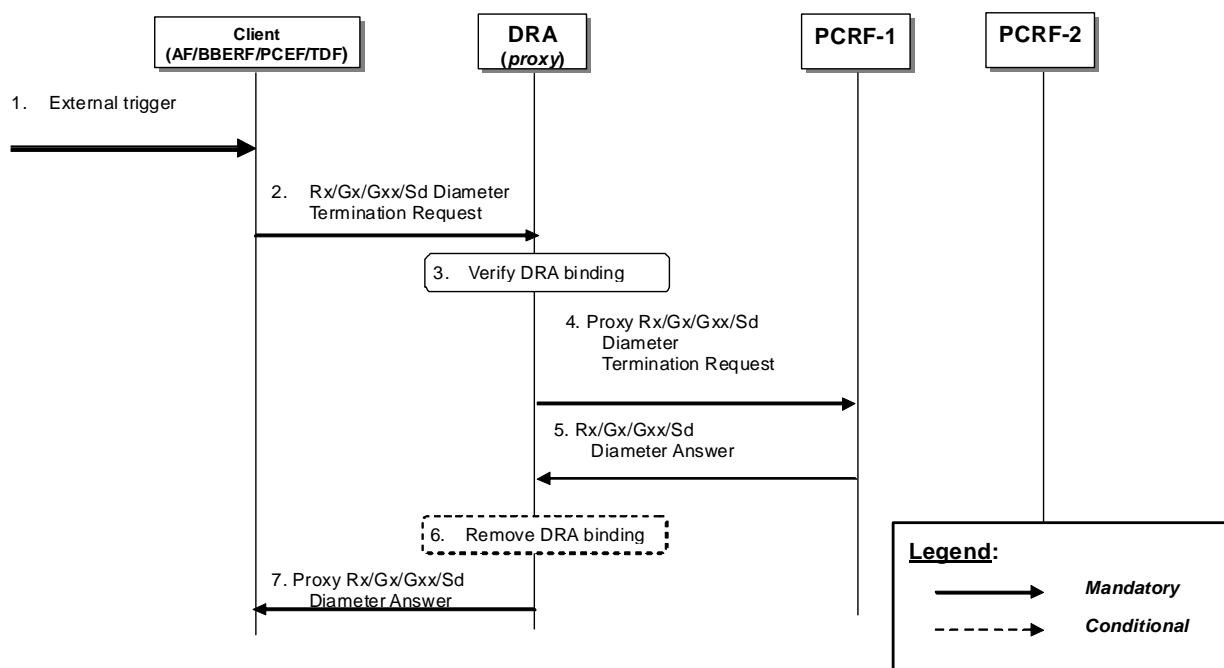 Client
(AF/BBERF/PCEF/TDF)
DRA
(proxy)
PCRF-1
PCRF-2
1. External trigger
2. Rx/Gx/Gxx/Sd Diameter
Termination Request
3. Verify DRA binding
4. Proxy Rx/Gx/Gxx/Sd
Diameter
Termination Request
5. Rx/Gx/Gxx/Sd
Diameter Answer
6. Remove DRA binding
7. Proxy Rx/Gx/Gxx/Sd
Diameter Answer
Legend:
Mandatory
Conditional